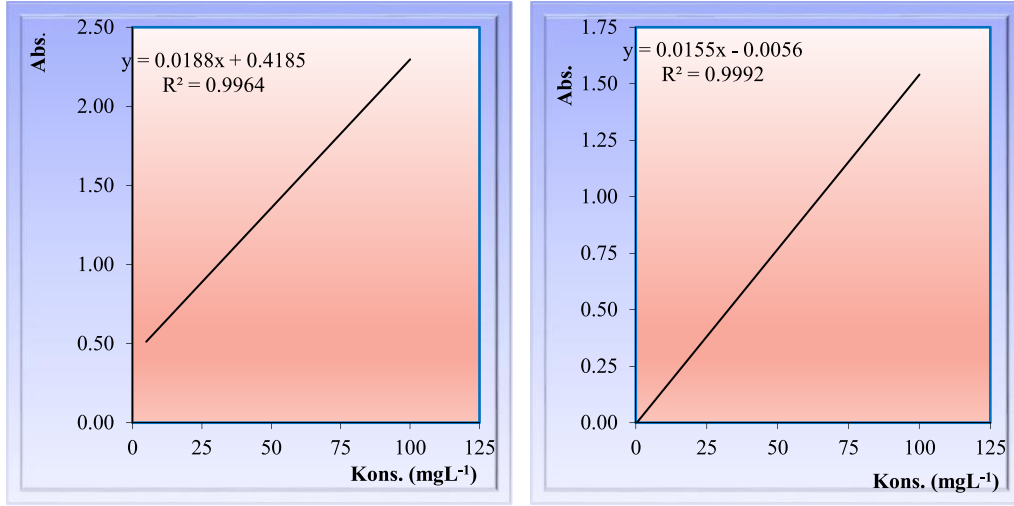 Abs.
y = 0.0188x + 0.4185
R² = 0.9964
2.50
2.00
1.50
1.00
0.50
0.00
0 25 50 75 100 125
Kons. (mgL⁻¹)
Abs.
y = 0.0155x - 0.0056
R² = 0.9992
1.75
1.50
1.25
1.00
0.75
0.50
0.25
0.00
0 25 50 75 100 125
Kons. (mgL⁻¹)